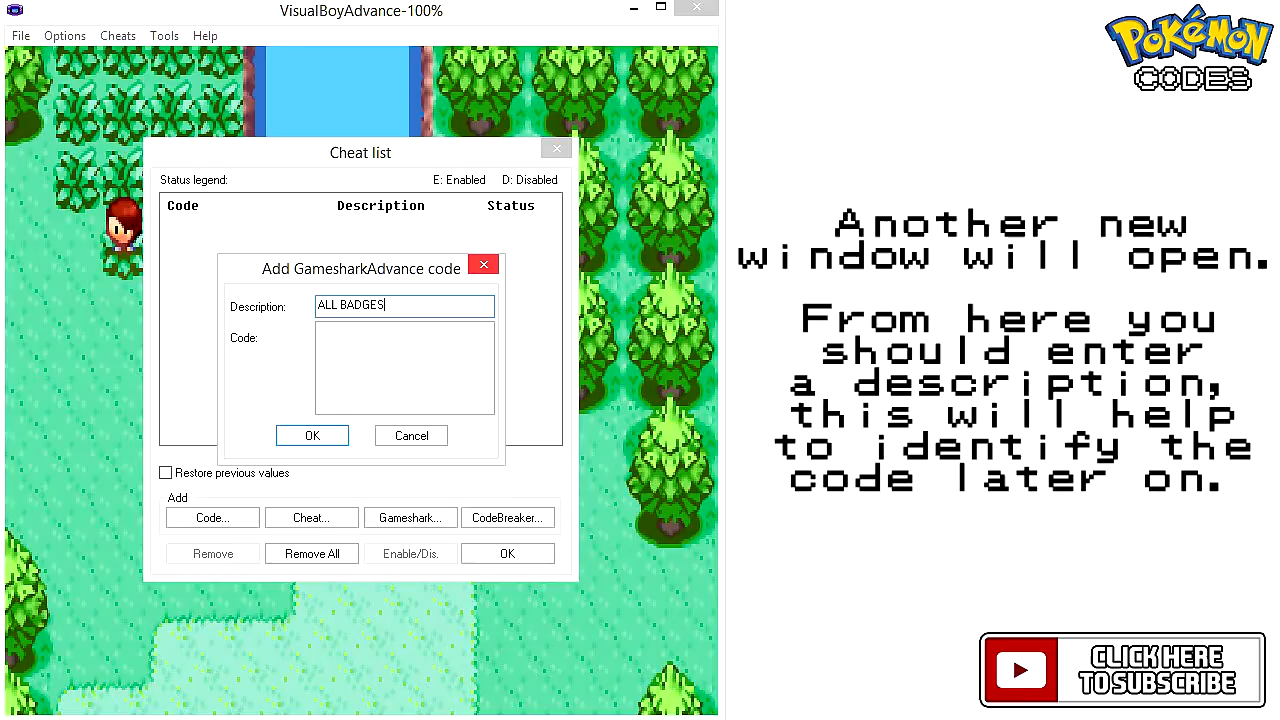 VisualBoyAdvance-100%
File Options Cheats Tools Help
Cheat list
Status legend: E: Enabled D: Disabled
Code Description Status
Add GamesharkAdvance code
Description: ALL BADGES
Code:
OK Cancel
Restore previous values
Add
Code... Cheat... Gameshark... CodeBreaker...
Remove Remove All Enable/Dis. OK
POKéMON
CODES
Another new
window will open.
From here you
should enter
a description,
this will help
to identify the
code later on.
CLICK HERE
TO SUBSCRIBE